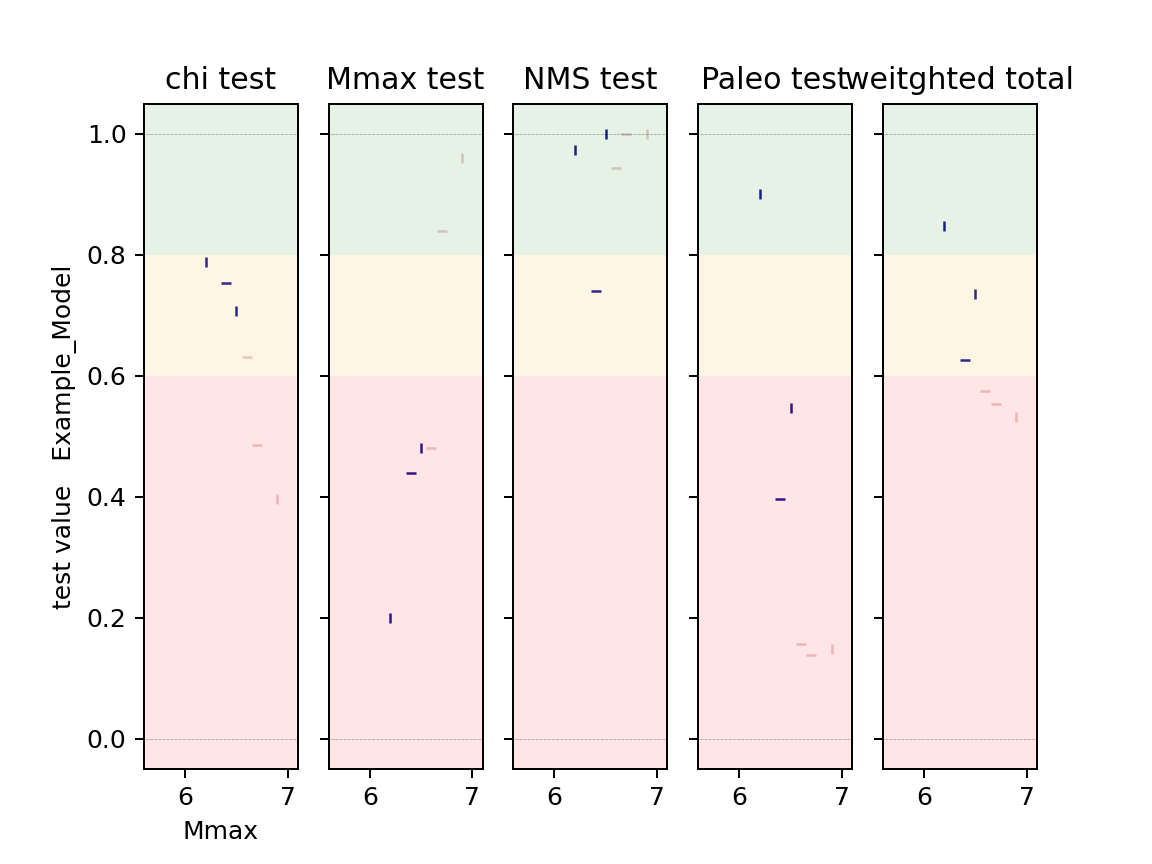 chi test
Mmax test
NMS test
Paleo test
weitghted total
test value   Example_Model
1.0
0.8
0.6
0.4
0.2
0.0
6 7
6 7
6 7
6 7
6 7
Mmax